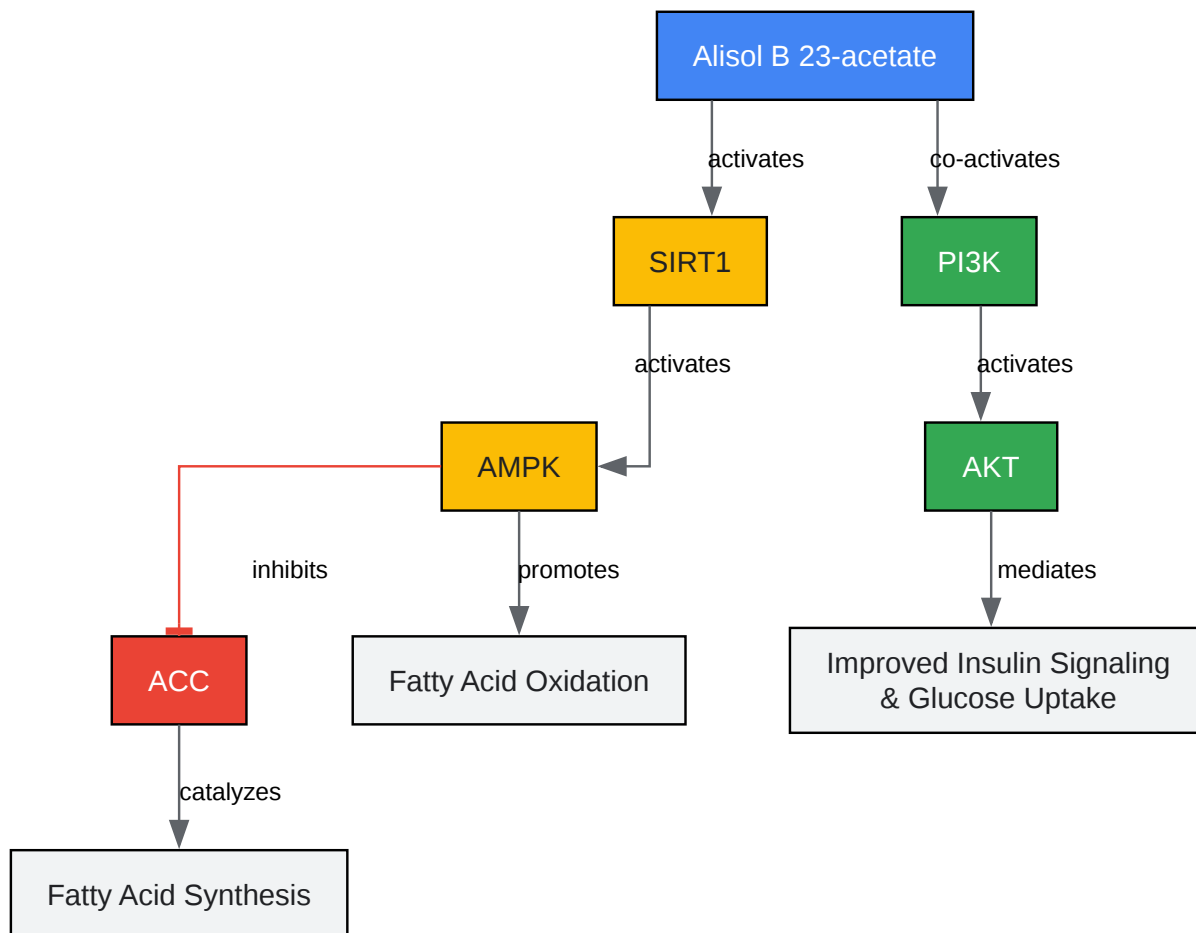 Alisol B 23-acetate
activates
co-activates
SIRT1
PI3K
activates
activates
AMPK
AKT
inhibits
promotes
mediates
ACC
Fatty Acid Oxidation
Improved Insulin Signaling
& Glucose Uptake
catalyzes
Fatty Acid Synthesis